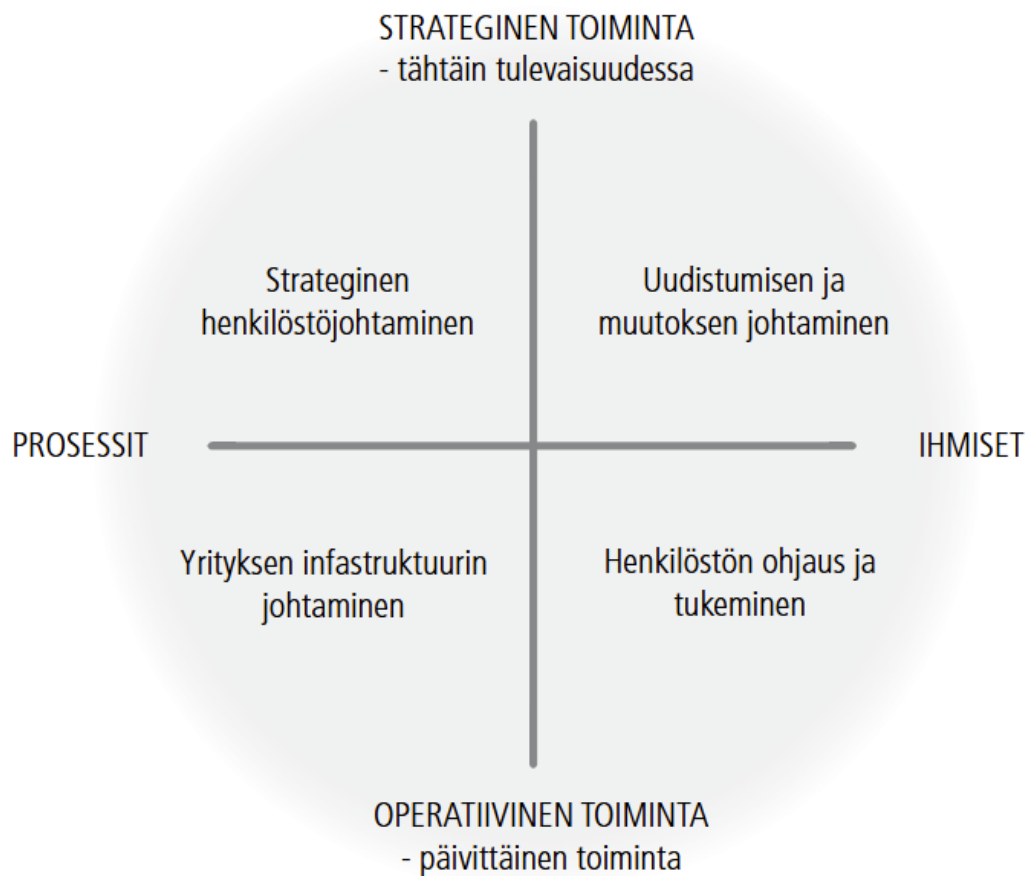 STRATEGINEN TOIMINTA
- tähtäin tulevaisuudessa
Strateginen
henkilöstöjohtaminen
Uudistumisen ja
muutoksen johtaminen
PROSESSIT
IHMISET
Yrityksen infastruktuurin
johtaminen
Henkilöstön ohjaus ja
tukeminen
OPERATIIVINEN TOIMINTA
- päivittäinen toiminta